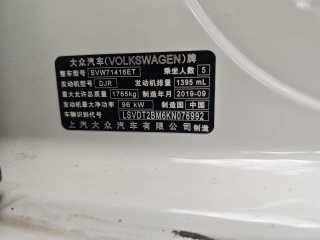 大众汽车(VOLKSWAGEN)牌
整车型号 SVW71416ET 乘坐人数 5
发动机型号 DJR 发动机排量 1395 mL
最大允许总质量 1785 kg 制造年月 2019-09
发动机最大净功率 96 kW 制造国 中国
车辆识别代号 LSVDT2BM6KN076992
上汽大众汽车有限公司制造